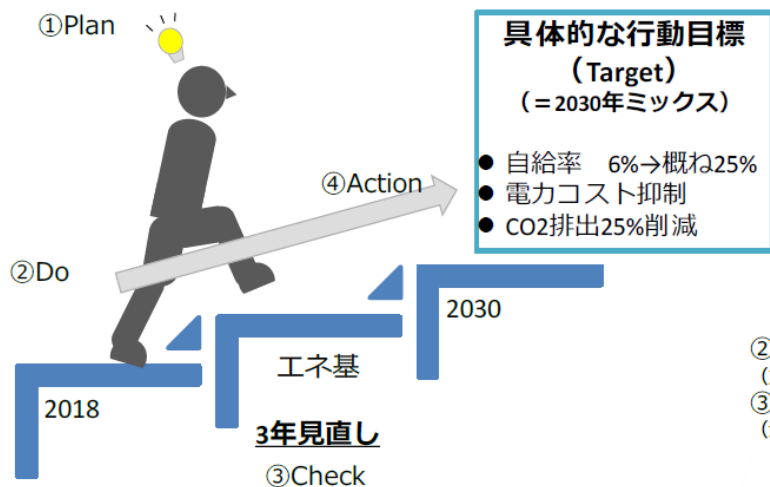 ①Plan
具体的な行動目標
（Target）
（＝2030年ミックス）
● 自給率　6%→概ね25%
● 電力コスト抑制
● CO2排出25%削減
④Action
②Do
2030
エネ基
2018
3年見直し
③Check
②
③